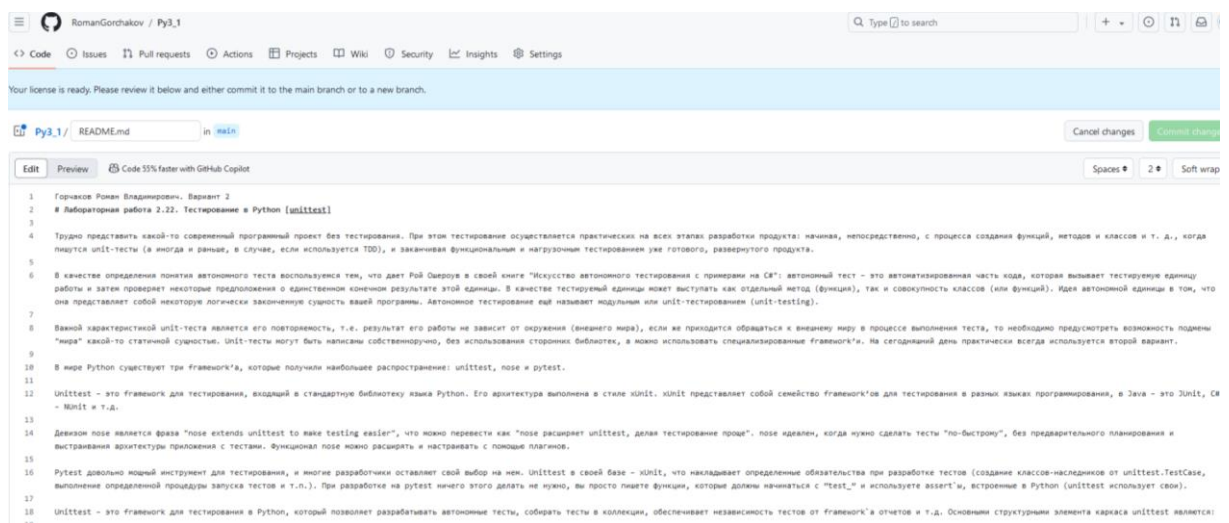 RomanGorchakov / Py3_1
Type / to search
Code Issues Pull requests Actions Projects Wiki Security Insights Settings
Your license is ready. Please review it below and either commit it to the main branch or to a new branch.
Py3_1 / README.md in main
Cancel changes Commit change
Edit Preview Code 55% faster with GitHub Copilot
Spaces 2 Soft wrap
1 Горчаков Роман Владимирович. Вариант 2
2 # Лабораторная работа 2.22. Тестирование в Python [unittest]
3
4 Трудно представить какой-то современный программный проект без тестирования. При этом тестирование осуществляется практических на всех этапах разработки продукта: начиная, непосредственно, с процесса создания функций, методов и классов и т. д., когда
пишутся unit-тесты (а иногда и раньше, в случае, если используется TDD), и заканчивая функциональным и нагрузочным тестированием уже готового, развернутого продукта.
5
6 В качестве определения понятия автономного теста воспользуемся тем, что дает Рой Ошероув в своей книге "Искусство автономного тестирования с примерами на C#": автономный тест – это автоматизированная часть кода, которая вызывает тестируемую единицу
работы и затем проверяет некоторые предположения о единственном конечном результате этой единицы. В качестве тестируемый единицы может выступать как отдельный метод (функция), так и совокупность классов (или функций). Идея автономной единицы в том, что
она представляет собой некоторую логически законченную сущность вашей программы. Автономное тестирование ещё называют модульным или unit-тестированием (unit-testing).
7
8 Важной характеристикой unit-теста является его повторяемость, т.е. результат его работы не зависит от окружения (внешнего мира), если же приходится обращаться к внешнему миру в процессе выполнения теста, то необходимо предусмотреть возможность подмены
"мира" какой-то статичной сущностью. Unit-тесты могут быть написаны собственноручно, без использования сторонних библиотек, а можно использовать специализированные framework'и. На сегодняшний день практически всегда используется второй вариант.
9
10 В мире Python существуют три framework'а, которые получили наибольшее распространение: unittest, nose и pytest.
11
12 Unittest – это framework для тестирования, входящий в стандартную библиотеку языка Python. Его архитектура выполнена в стиле xUnit. xUnit представляет собой семейство framework'ов для тестирования в разных языках программирования, в Java – это JUnit, C#
– NUnit и т.д.
13
14 Девизом nose является фраза "nose extends unittest to make testing easier", что можно перевести как "nose расширяет unittest, делая тестирование проще". nose идеален, когда нужно сделать тесты "по-быстрому", без предварительного планирования и
выстраивания архитектуры приложения с тестами. Функционал nose можно расширять и настраивать с помощью плагинов.
15
16 Pytest довольно мощный инструмент для тестирования, и многие разработчики оставляют свой выбор на нем. Unittest в своей базе – xUnit, что накладывает определенные обязательства при разработке тестов (создание классов-наследников от unittest.TestCase,
выполнение определенной процедуры запуска тестов и т.п.). При разработке на pytest ничего этого делать не нужно, вы просто пишете функции, которые должны начинаться с "test_" и используете assert'ы, встроенные в Python (unittest использует свои).
17
18 Unittest – это framework для тестирования в Python, который позволяет разрабатывать автономные тесты, собирать тесты в коллекции, обеспечивает независимость тестов от framework`а отчетов и т.д. Основными структурными элемента каркаса unittest являются: